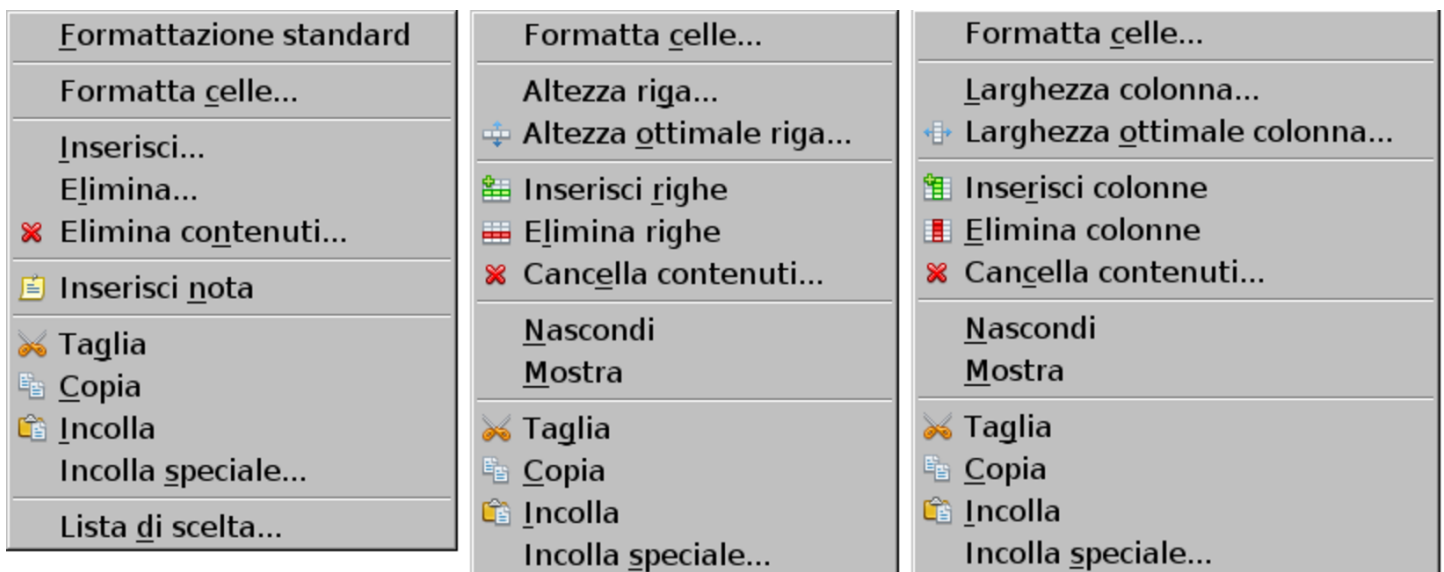 Formattazione standard
Formatta celle...
Inserisci...
Elimina...
Elimina contenuti...
Inserisci nota
Taglia
Copia
Incolla
Incolla speciale...
Lista di scelta...
Formatta celle...
Altezza riga...
Altezza ottimale riga...
Inserisci righe
Elimina righe
Cancella contenuti...
Nascondi
Mostra
Taglia
Copia
Incolla
Incolla speciale...
Formatta celle...
Larghezza colonna...
Larghezza ottimale colonna...
Inserisci colonne
Elimina colonne
Cancella contenuti...
Nascondi
Mostra
Taglia
Copia
Incolla
Incolla speciale...